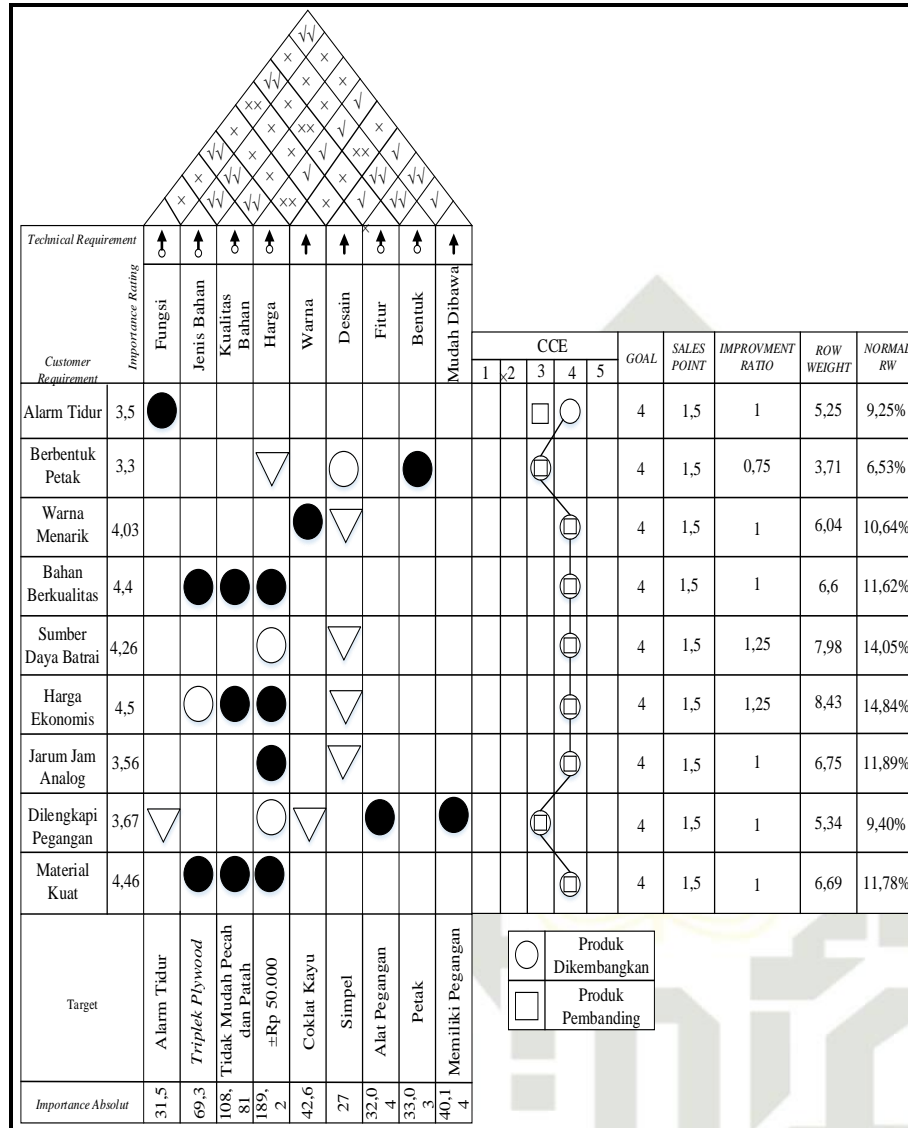 √√
× ×
× × ×
√√ × × √
×× × × √ ×
× × ×× √ ×× √
√√ × × √ × √√ √√
× √√ √√ ×× × √ √√ √
×
Technical Requirement
Importance Rating
Customer
Requirement
Fungsi
Jenis Bahan
Kualitas
Bahan
Harga
Warna
Desain
Fitur
Bentuk
Mudah Dibawa
CCE
1 ×2 3 4 5
GOAL
SALES
POINT
IMPROVMENT
RATIO
ROW
WEIGHT
NORMAL
RW
Alarm Tidur 3,5 4 1,5 1 5,25 9,25%
Berbentuk
Petak 3,3 4 1,5 0,75 3,71 6,53%
Warna
Menarik 4,03 4 1,5 1 6,04 10,64%
Bahan
Berkualitas 4,4 4 1,5 1 6,6 11,62%
Sumber
Daya Batrai 4,26 4 1,5 1,25 7,98 14,05%
Harga
Ekonomis 4,5 4 1,5 1,25 8,43 14,84%
Jarum Jam
Analog 3,56 4 1,5 1 6,75 11,89%
Dilengkapi
Pegangan 3,67 4 1,5 1 5,34 9,40%
Material
Kuat 4,46 4 1,5 1 6,69 11,78%
Target
Alarm Tidur
Triplek Plywood
Tidak Mudah Pecah
dan Patah
±Rp 50.000
Coklat Kayu
Simpel
Alat Pegangan
Petak
Memiliki Pegangan
Produk
Dikembangkan
Produk
Pembanding
Importance Absolut
31,5
69,3
108,
81
189,
2
42,6
27
32,0
4
33,0
3
40,1
4